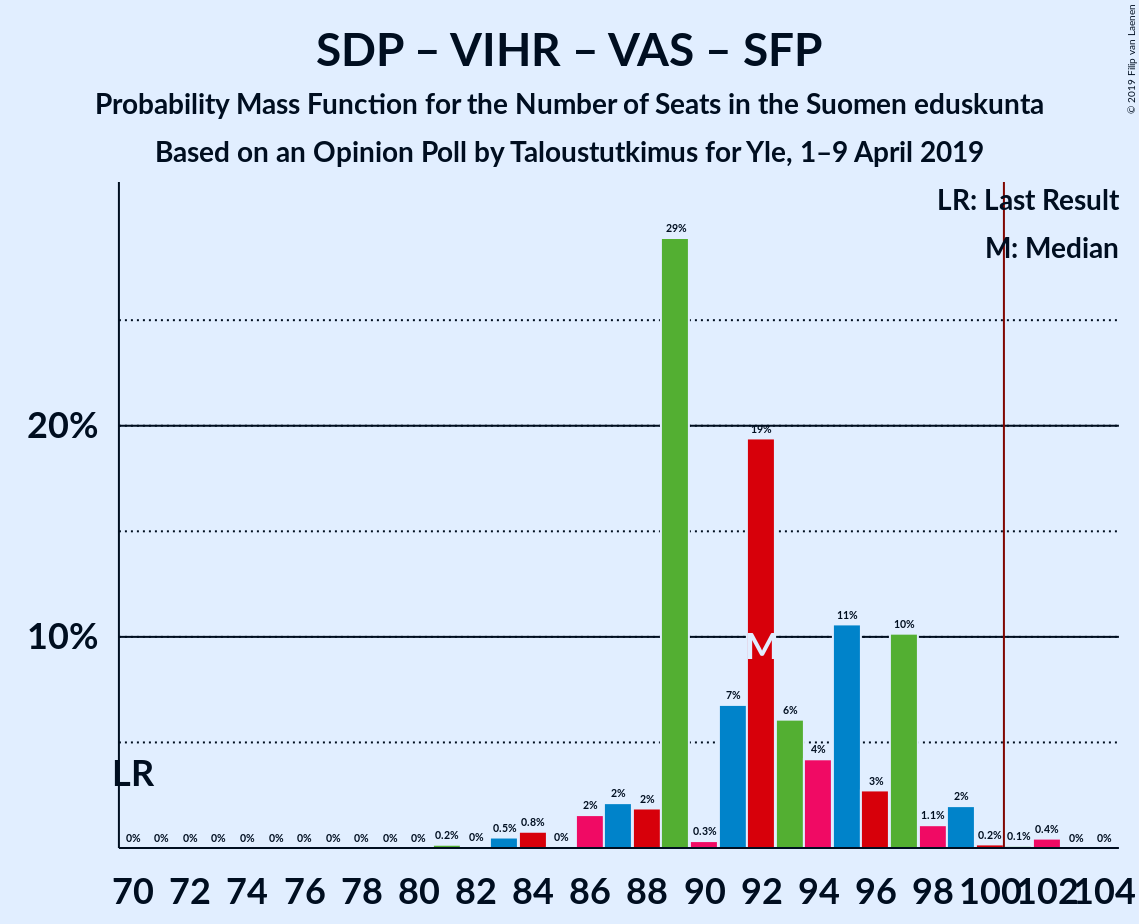 SDP – VIHR – VAS – SFP
Probability Mass Function for the Number of Seats in the Suomen eduskunta
Based on an Opinion Poll by Taloustutkimus for Yle, 1–9 April 2019
© 2019 Filip van Laenen
LR: Last Result
M: Median
20%
10%
LR
M
0% 0% 0% 0% 0% 0% 0% 0% 0% 0% 0% 0.2% 0% 0.5% 0.8% 0% 2% 2% 2% 29% 0.3% 7% 19% 6% 4% 11% 3% 10% 1.1% 2% 0.2% 0.1% 0.4% 0% 0%
70 72 74 76 78 80 82 84 86 88 90 92 94 96 98 100 102 104